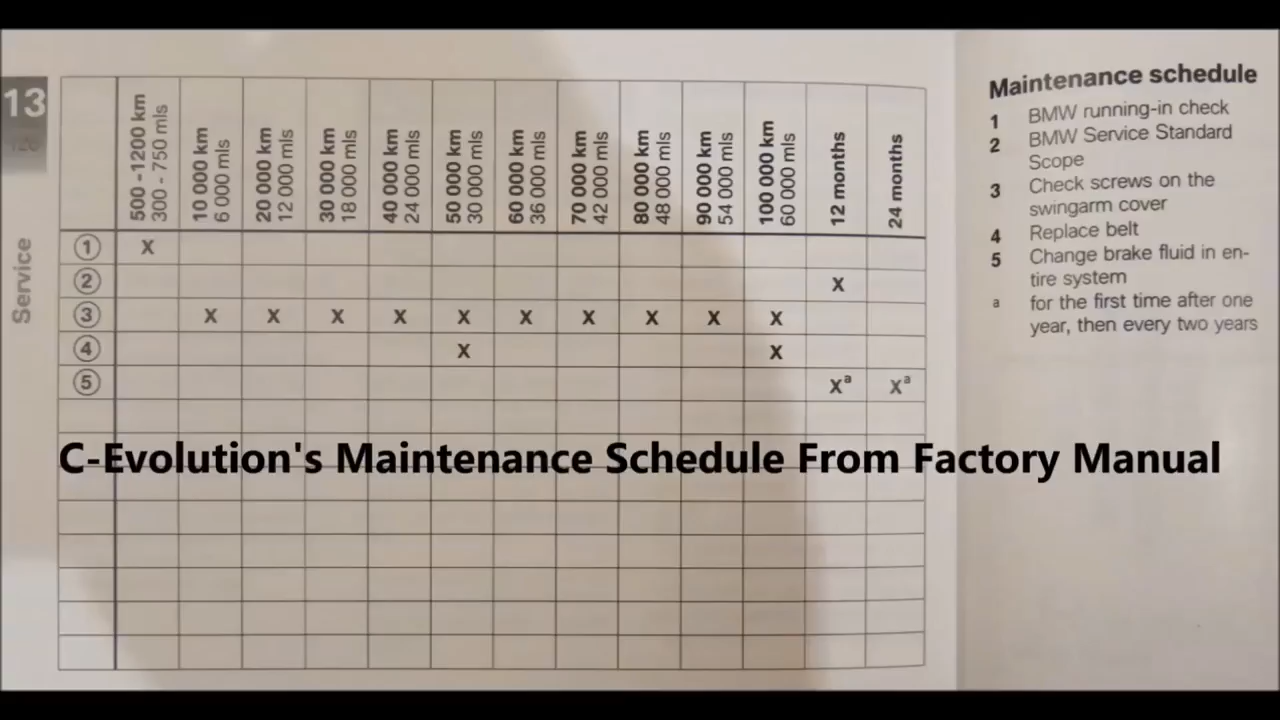 13
Service
500 -1200 km
300 - 750 mls
10 000 km
6 000 mls
20 000 km
12 000 mls
30 000 km
18 000 mls
40 000 km
24 000 mls
50 000 km
30 000 mls
60 000 km
36 000 mls
70 000 km
42 000 mls
80 000 km
48 000 mls
90 000 km
54 000 mls
100 000 km
60 000 mls
12 months
24 months
1 X
2 X
3 X X X X X X X X X X
4 X X
5 Xª Xª
C-Evolution's Maintenance Schedule From Factory Manual
Maintenance schedule
1 BMW running-in check
2 BMW Service Standard
Scope
3 Check screws on the
swingarm cover
4 Replace belt
5 Change brake fluid in en-
tire system
a for the first time after one
year, then every two years